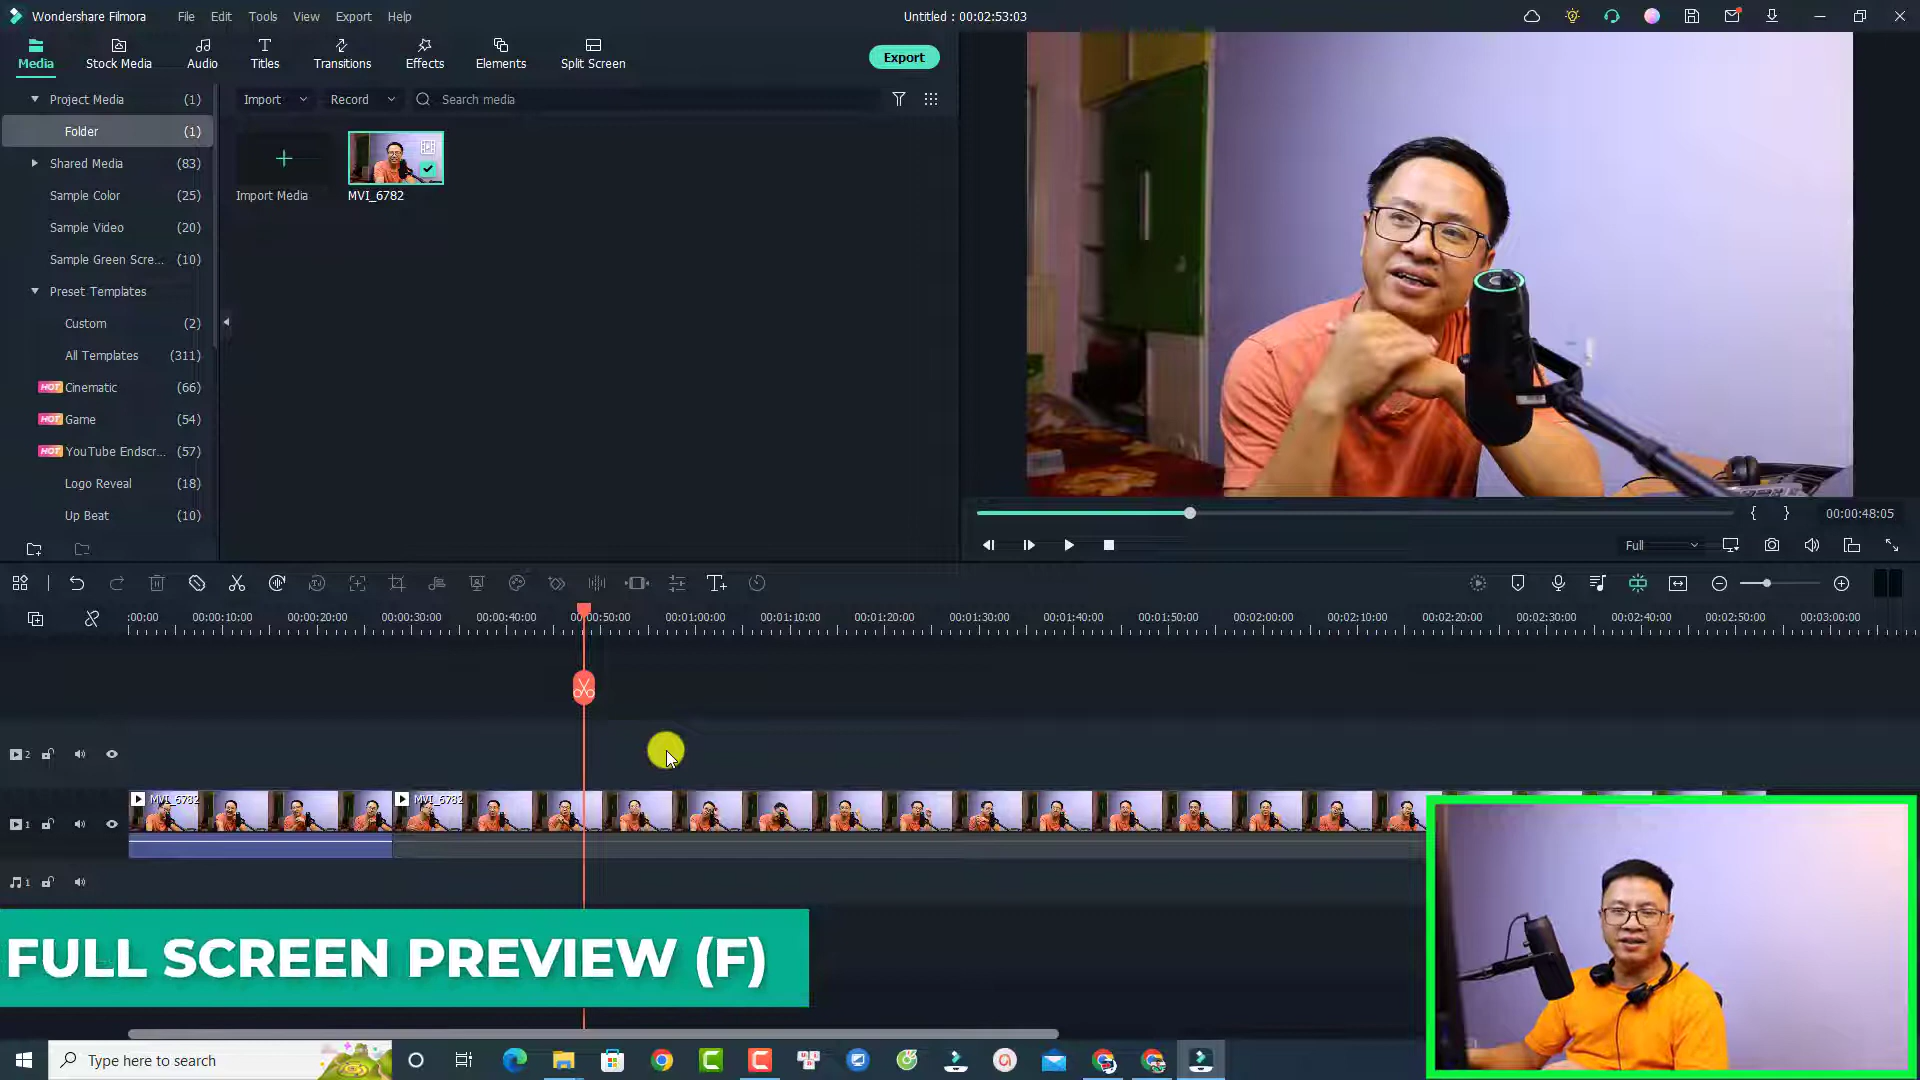 Wondershare Filmora File Edit Tools View Export Help Untitled : 00:02:53:03
Media Stock Media Audio Titles Transitions Effects Elements Split Screen Export
Project Media (1)
Folder (1)
Shared Media (83)
Sample Color (25)
Sample Video (20)
Sample Green Scre... (10)
Preset Templates
Custom (2)
All Templates (311)
HOT Cinematic (66)
HOT Game (54)
HOT YouTube Endscr... (57)
Logo Reveal (18)
Up Beat (10)
Import Record Search media
Import Media MVI_6782
{ } 00:00:48:05
Full
:00:00 00:00:10:00 00:00:20:00 00:00:30:00 00:00:40:00 00:00:50:00 00:01:00:00 00:01:10:00 00:01:20:00 00:01:30:00 00:01:40:00 00:01:50:00 00:02:00:00 00:02:10:00 00:02:20:00 00:02:30:00 00:02:40:00 00:02:50:00 00:03:00:00
2
1 MVI_6782 MVI_6782
1
FULL SCREEN PREVIEW (F)
Type here to search